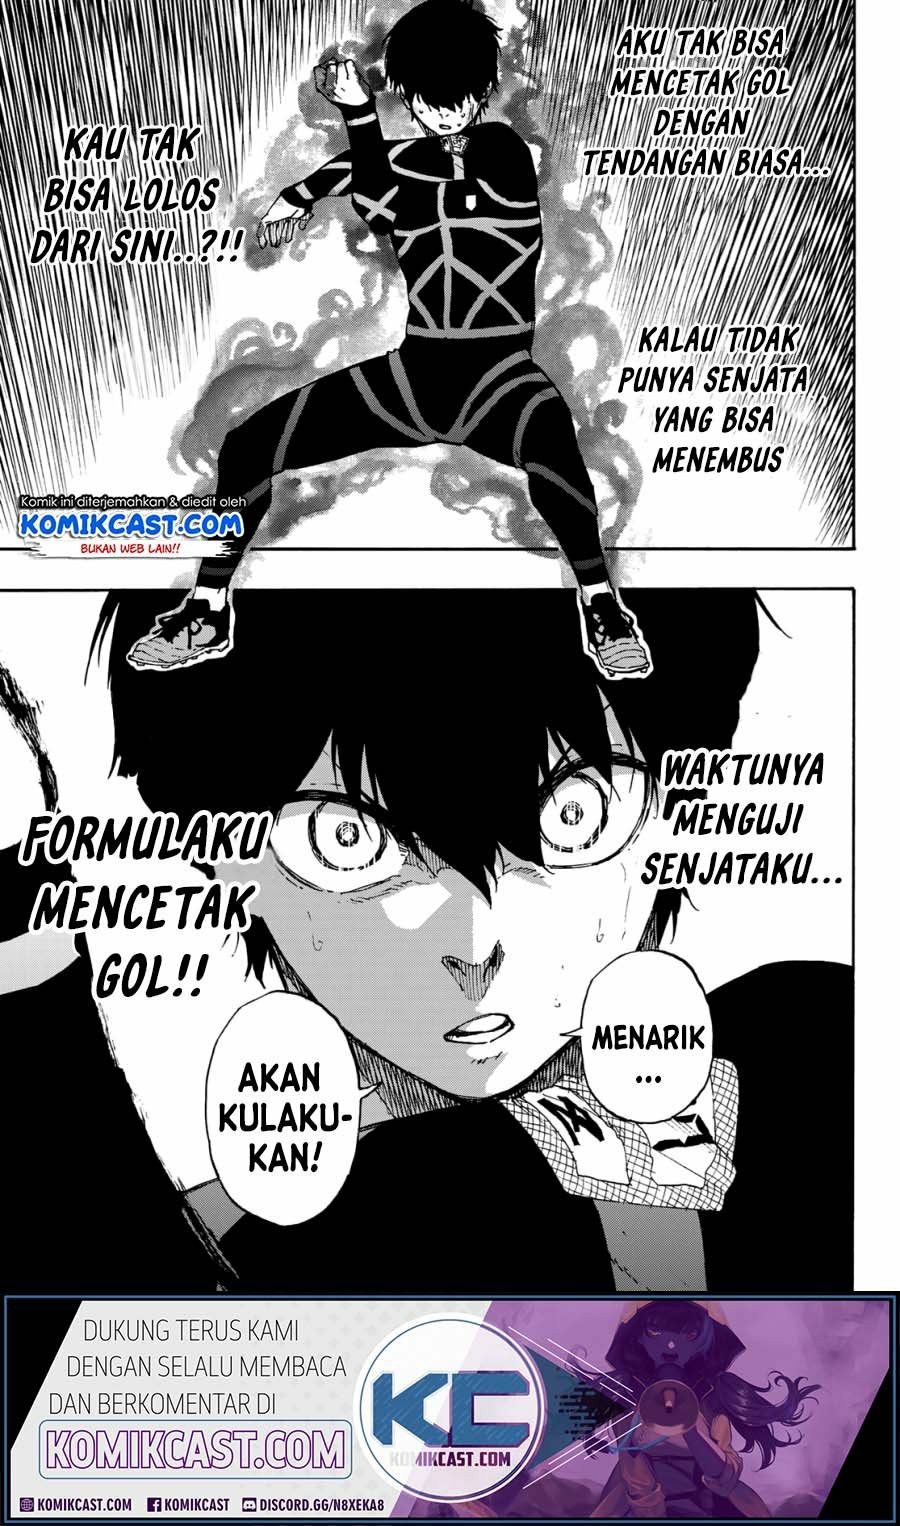 AKU TAK BISA
MENCETAK GOL
DENGAN
TENDANGAN BIASA...
KAU TAK
BISA LOLOS
DARI SINI..?!!
KALAU TIDAK
PUNYA SENJATA
YANG BISA
MENEMBUS
Komik ini diterjemahkan & diedit oleh
KOMIKCAST.COM
BUKAN WEB LAIN!!
WAKTUNYA
MENGUJI
SENJATAKU...
FORMULAKU
MENCETAK
GOL!!
MENARIK
...
AKAN
KULAKU-
KAN!
DUKUNG TERUS KAMI
DENGAN SELALU MEMBACA
DAN BERKOMENTAR DI
KOMIKCAST.COM
KC
KOMIKCAST.COM
KOMIKCAST.COM
KOMIKCAST
DISCORD.GG/N8XEKA8